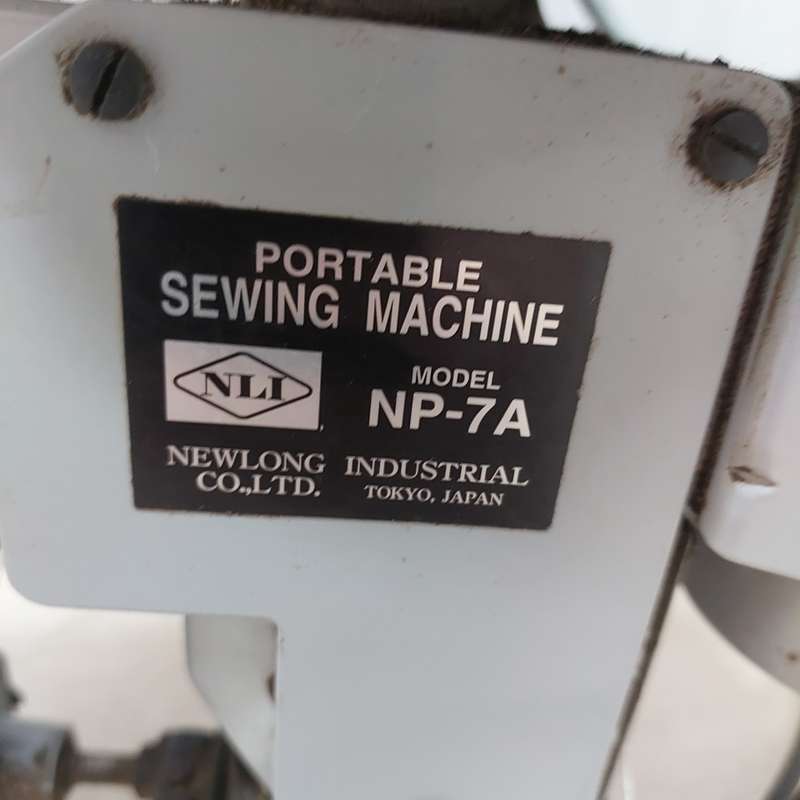 PORTABLE
SEWING MACHINE
NLI
MODEL
NP-7A
NEWLONG INDUSTRIAL
CO.,LTD. TOKYO, JAPAN